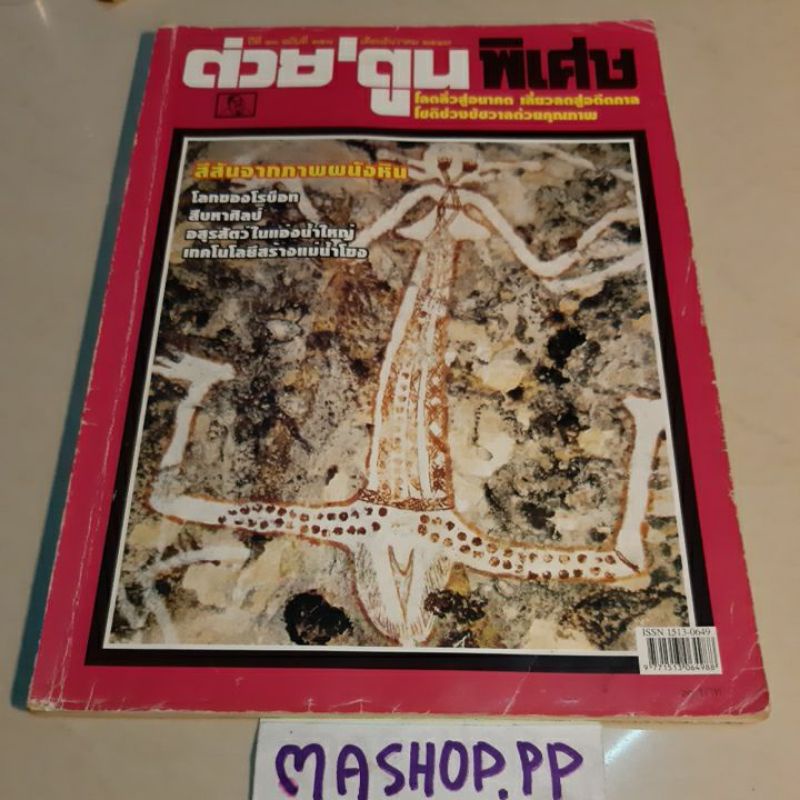 ต่วย'ตูน พิเศษ
โลดลิ่วสู่อนาคต เลี้ยวลดสู่อดีตกาล
โชติช่วงชัชวาลด้วยคุณภาพ
สีสันจากภาพผนังหิน
โลกของโรบ็อท
สืบหาศิลป์
อสุรสัตว์ในแอ่งน้ำใหญ่
เทคโนโลยีสร้างแม่น้ำโขง
ISSN 1513-0649
9 771513 064988
MASHOP.PP